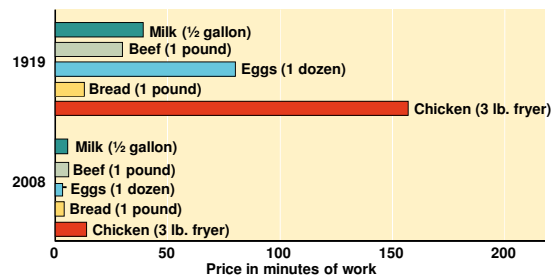 1919
Milk (½ gallon)
Beef (1 pound)
Eggs (1 dozen)
Bread (1 pound)
Chicken (3 lb. fryer)
2008
Milk (½ gallon)
Beef (1 pound)
Eggs (1 dozen)
Bread (1 pound)
Chicken (3 lb. fryer)
0 50 100 150 200
Price in minutes of work